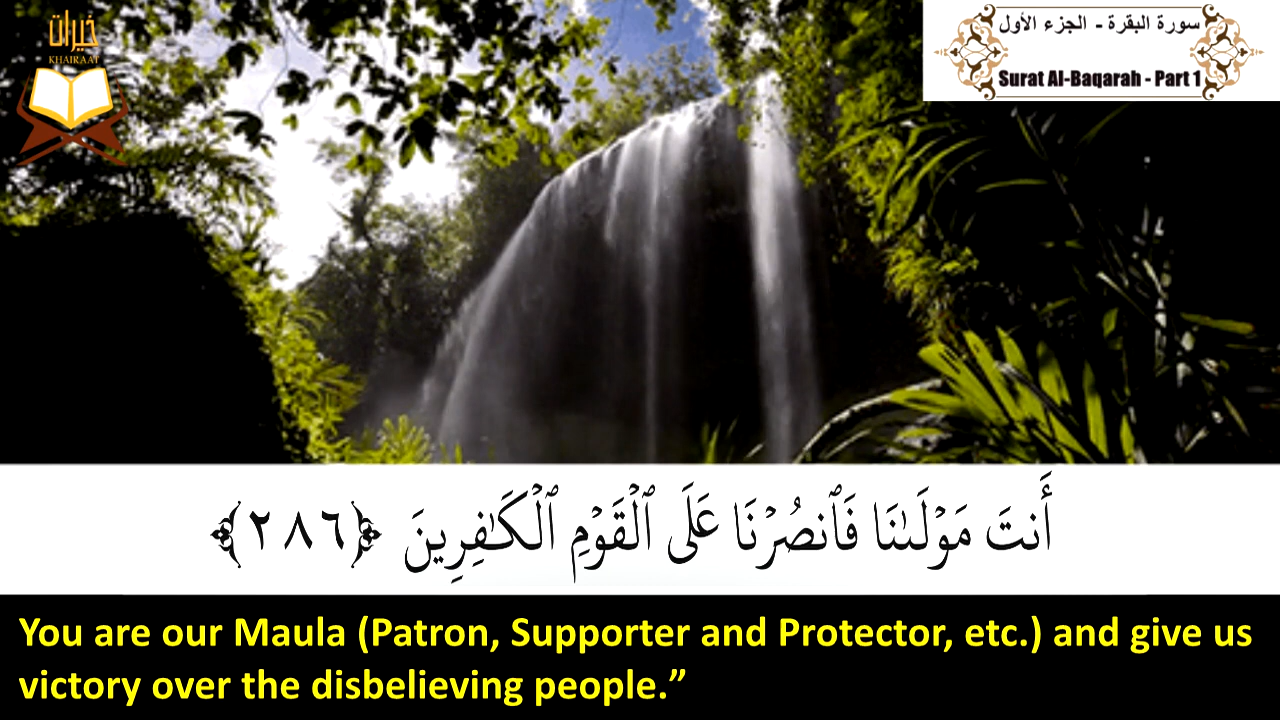 خيرات
KHAIRAAT
سورة البقرة - الجزء الأول
Surat Al-Baqarah - Part 1
أَنتَ مَوْلَىٰنَا فَٱنصُرْنَا عَلَى ٱلْقَوْمِ ٱلْكَـٰفِرِينَ ﴿٢٨٦﴾
You are our Maula (Patron, Supporter and Protector, etc.) and give us
victory over the disbelieving people.”